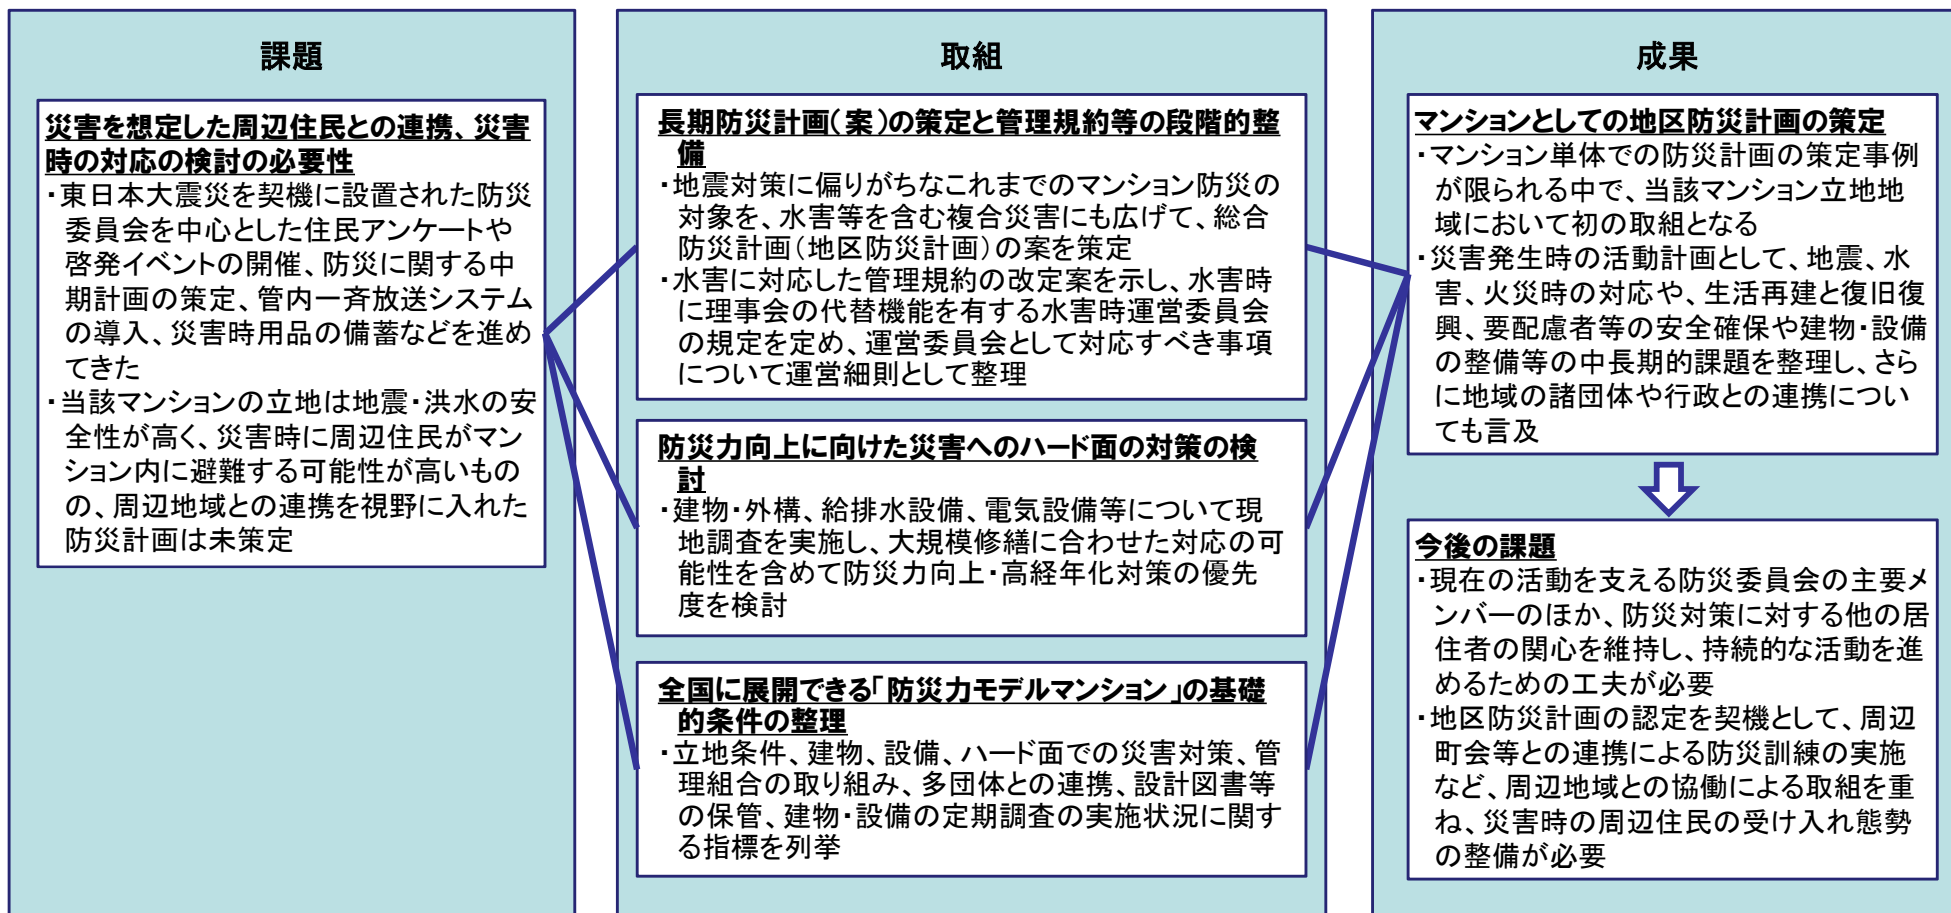 課題
災害を想定した周辺住民との連携、災害
時の対応の検討の必要性
・東日本大震災を契機に設置された防災
委員会を中心とした住民アンケートや
啓発イベントの開催、防災に関する中
期計画の策定、管内一斉放送システム
の導入、災害時用品の備蓄などを進め
てきた
・当該マンションの立地は地震・洪水の安
全性が高く、災害時に周辺住民がマン
ション内に避難する可能性が高いもの
の、周辺地域との連携を視野に入れた
防災計画は未策定
取組
長期防災計画（案）の策定と管理規約等の段階的整
備
・地震対策に偏りがちなこれまでのマンション防災の
対象を、水害等を含む複合災害にも広げて、総合
防災計画（地区防災計画）の案を策定
・水害に対応した管理規約の改定案を示し、水害時
に理事会の代替機能を有する水害時運営委員会
の規定を定め、運営委員会として対応すべき事項
について運営細則として整理
防災力向上に向けた災害へのハード面の対策の検
討
・建物・外構、給排水設備、電気設備等について現
地調査を実施し、大規模修繕に合わせた対応の可
能性を含めて防災力向上・高経年化対策の優先
度を検討
全国に展開できる「防災力モデルマンション」の基礎
的条件の整理
・立地条件、建物、設備、ハード面での災害対策、管
理組合の取り組み、多団体との連携、設計図書等
の保管、建物・設備の定期調査の実施状況に関す
る指標を列挙
成果
マンションとしての地区防災計画の策定
・マンション単体での防災計画の策定事例
が限られる中で、当該マンション立地地
域において初の取組となる
・災害発生時の活動計画として、地震、水
害、火災時の対応や、生活再建と復旧復
興、要配慮者等の安全確保や建物・設備
の整備等の中長期的課題を整理し、さら
に地域の諸団体や行政との連携につい
ても言及
今後の課題
・現在の活動を支える防災委員会の主要メ
ンバーのほか、防災対策に対する他の居
住者の関心を維持し、持続的な活動を進
めるための工夫が必要
・地区防災計画の認定を契機として、周辺
町会等との連携による防災訓練の実施
など、周辺地域との協働による取組を重
ね、災害時の周辺住民の受け入れ態勢
の整備が必要